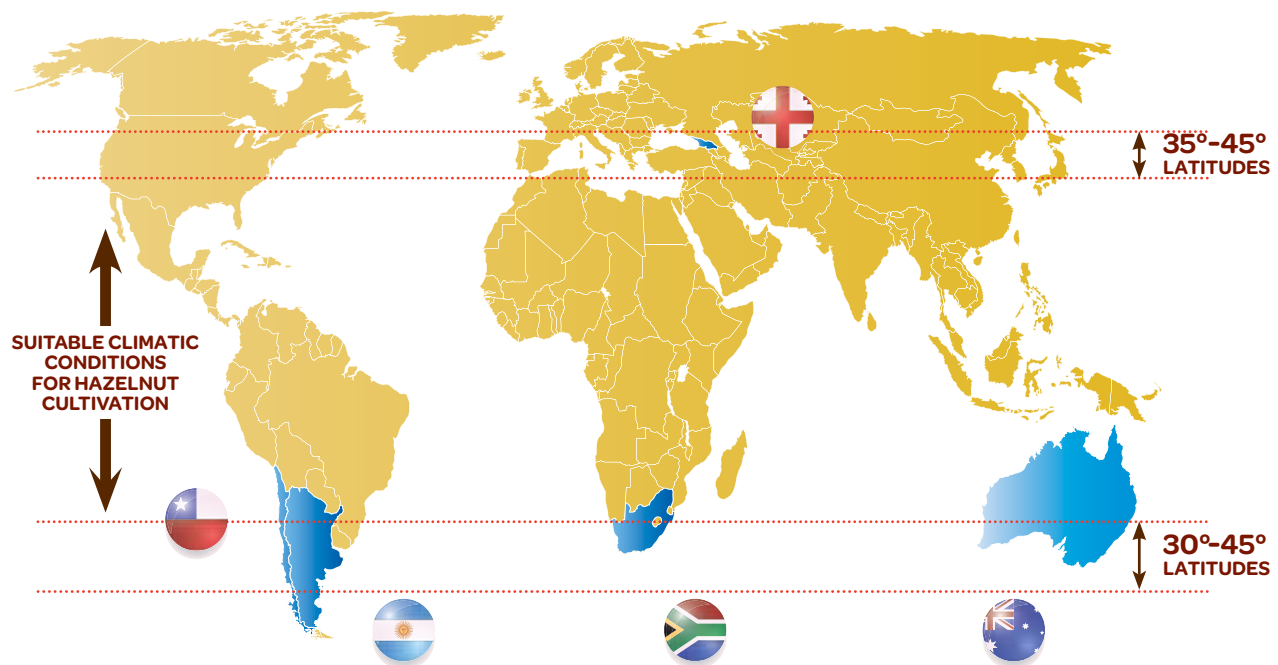 35°-45°
LATITUDES
SUITABLE CLIMATIC
CONDITIONS
FOR HAZELNUT
CULTIVATION
30°-45°
LATITUDES